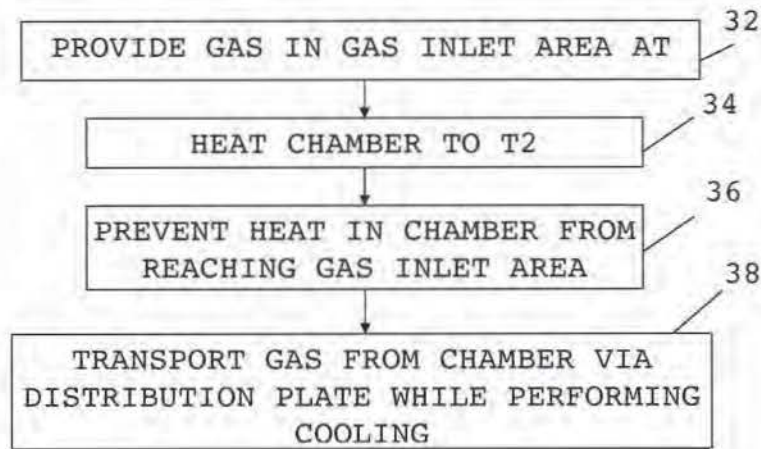 32
PROVIDE GAS IN GAS INLET AREA AT
34
HEAT CHAMBER TO T2
36
PREVENT HEAT IN CHAMBER FROM
REACHING GAS INLET AREA
38
TRANSPORT GAS FROM CHAMBER VIA
DISTRIBUTION PLATE WHILE PERFORMING
COOLING